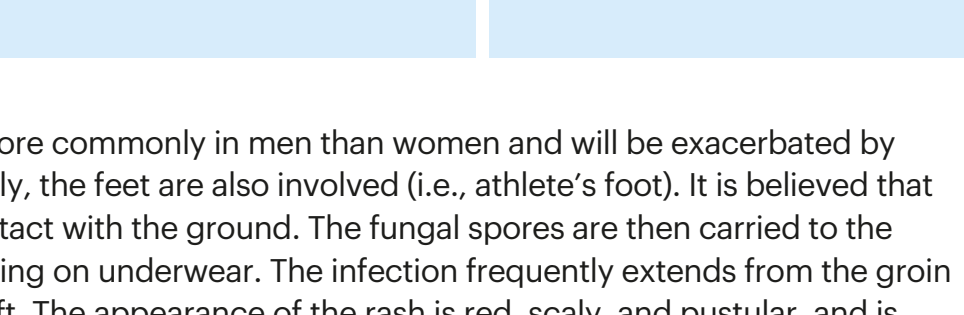 ore commonly in men than women and will be exacerbated by
ly, the feet are also involved (i.e., athlete’s foot). It is believed that
tact with the ground. The fungal spores are then carried to the
ing on underwear. The infection frequently extends from the groin
ft. The appearance of the rash is red, scaly, and pustular, and is